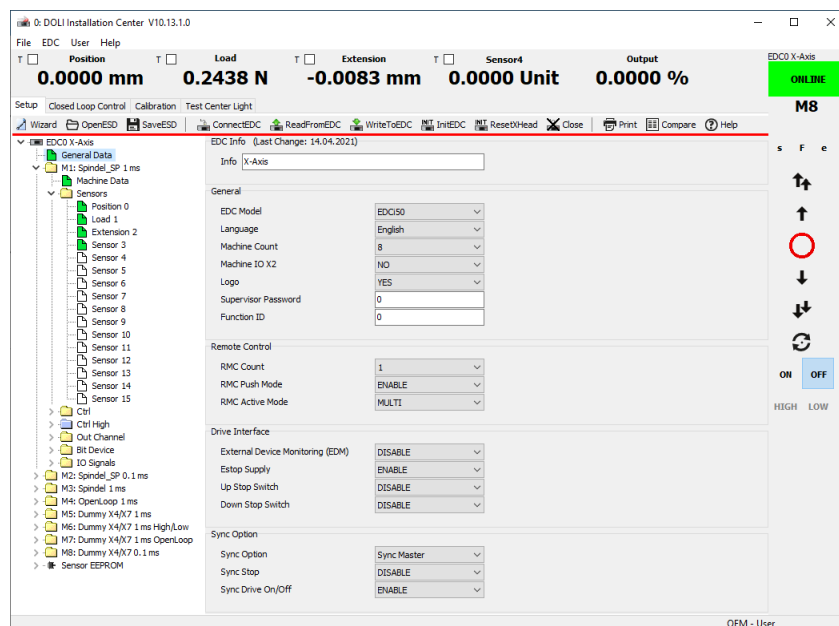 0: DOLI Installation Center V10.13.1.0
File EDC User Help
T Position T Load T Extension T Sensor4 Output EDC0 X-Axis
0.0000 mm 0.2438 N -0.0083 mm 0.0000 Unit 0.0000 %
ONLINE
M8
Setup Closed Loop Control Calibration Test Center Light
Wizard OpenESD SaveESD ConnectEDC ReadFromEDC WriteToEDC INIT InitEDC INIT ResetXHead Close Print Compare Help
EDC0 X-Axis
General Data
M1: Spindel_SP 1 ms
Machine Data
Sensors
Position 0
Load 1
Extension 2
Sensor 3
Sensor 4
Sensor 5
Sensor 6
Sensor 7
Sensor 8
Sensor 9
Sensor 10
Sensor 11
Sensor 12
Sensor 13
Sensor 14
Sensor 15
Ctrl
Ctrl High
Out Channel
Bit Device
IO Signals
M2: Spindel_SP 0.1 ms
M3: Spindel 1 ms
M4: OpenLoop 1 ms
M5: Dummy X4/X7 1 ms
M6: Dummy X4/X7 1 ms High/Low
M7: Dummy X4/X7 1 ms OpenLoop
M8: Dummy X4/X7 0.1 ms
Sensor EEPROM
EDC Info (Last Change: 14.04.2021)
Info X-Axis
General
EDC Model EDCi50
Language English
Machine Count 8
Machine IO X2 NO
Logo YES
Supervisor Password 0
Function ID 0
Remote Control
RMC Count 1
RMC Push Mode ENABLE
RMC Active Mode MULTI
Drive Interface
External Device Monitoring (EDM) DISABLE
Estop Supply ENABLE
Up Stop Switch DISABLE
Down Stop Switch DISABLE
Sync Option
Sync Option Sync Master
Sync Stop DISABLE
Sync Drive On/Off ENABLE
s F e
ON OFF
HIGH LOW
OEM - User